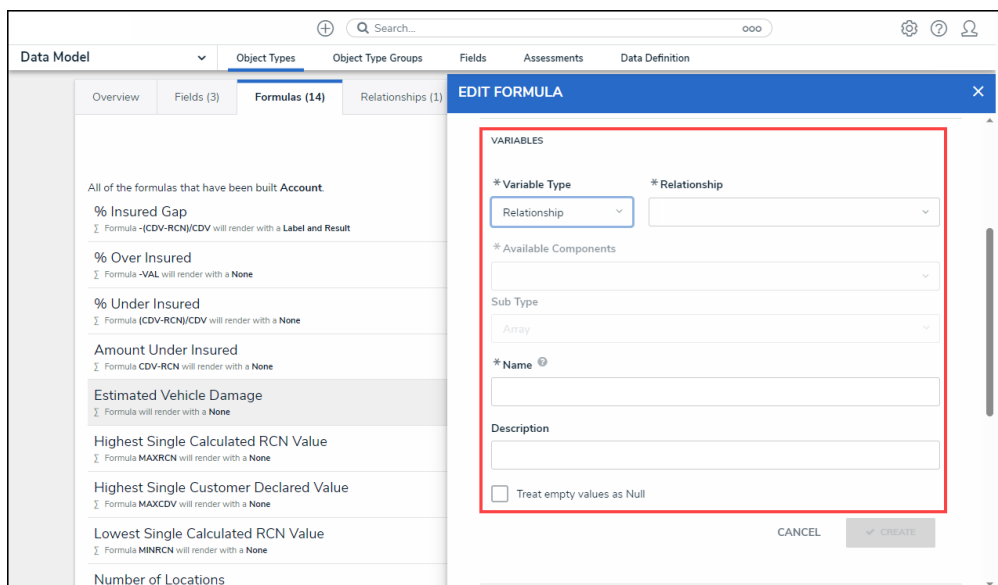 Search...
ooo
Data Model
Object Types
Object Type Groups
Fields
Assessments
Data Definition
Overview
Fields (3)
Formulas (14)
Relationships (1)
All of the formulas that have been built Account.
% Insured Gap
∑ Formula -(CDV-RCN)/CDV will render with a Label and Result
% Over Insured
∑ Formula -VAL will render with a None
% Under Insured
∑ Formula (CDV-RCN)/CDV will render with a None
Amount Under Insured
∑ Formula CDV-RCN will render with a None
Estimated Vehicle Damage
∑ Formula will render with a None
Highest Single Calculated RCN Value
∑ Formula MAXRCN will render with a None
Highest Single Customer Declared Value
∑ Formula MAXCDV will render with a None
Lowest Single Calculated RCN Value
∑ Formula MINRCN will render with a None
Number of Locations
EDIT FORMULA
VARIABLES
* Variable Type
* Relationship
Relationship
* Available Components
Sub Type
Array
* Name
Description
Treat empty values as Null
CANCEL
✓ CREATE